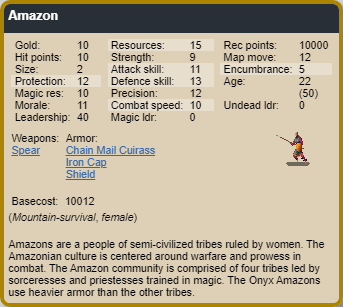 Amazon
Gold: 10 Resources: 15 Rec points: 10000
Hit points: 10 Strength: 9 Map move: 12
Size: 2 Attack skill: 11 Encumbrance: 5
Protection: 12 Defence skill: 13 Age: 22
Magic res: 10 Precision: 12 (50)
Morale: 11 Combat speed: 10 Undead ldr: 0
Leadership: 40 Magic ldr: 0
Weapons: Armor:
Spear Chain Mail Cuirass
Iron Cap
Shield
Basecost: 10012
(Mountain-survival, female)
Amazons are a people of semi-civilized tribes ruled by women. The
Amazonian culture is centered around warfare and prowess in
combat. The Amazon community is comprised of four tribes led by
sorceresses and priestesses trained in magic. The Onyx Amazons
use heavier armor than the other tribes.